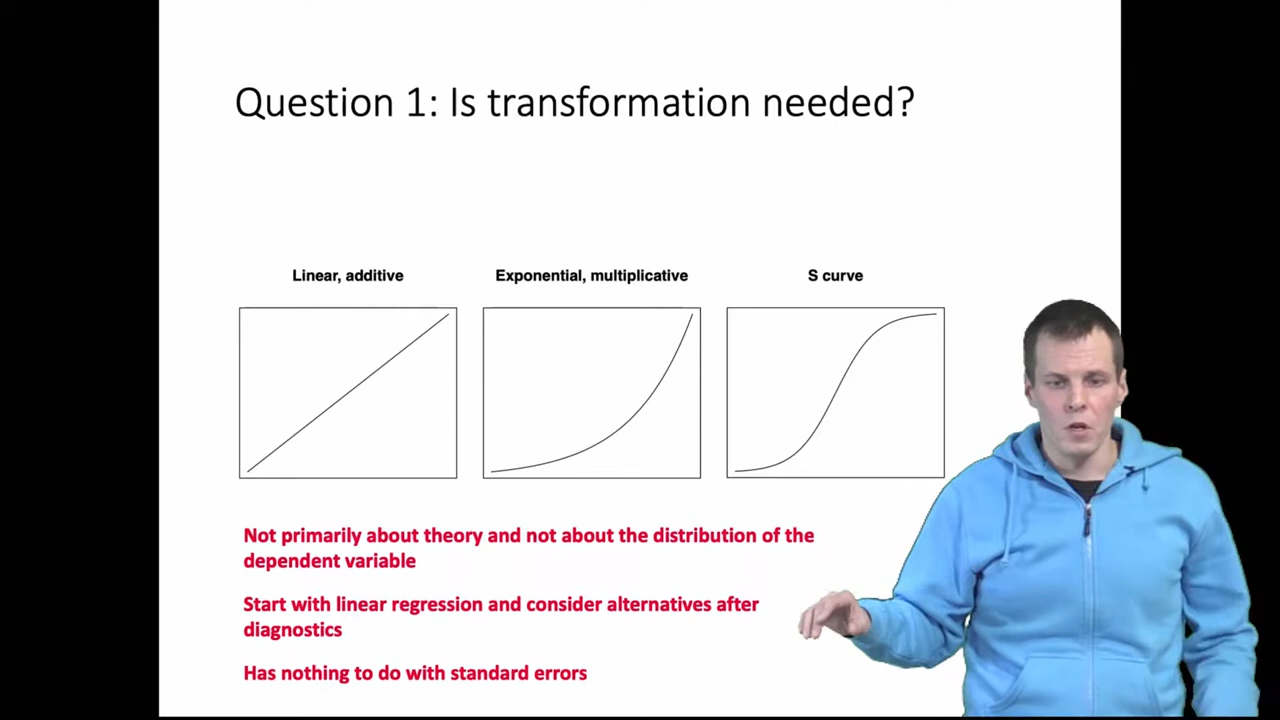 Question 1: Is transformation needed?
Linear, additive
Exponential, multiplicative
S curve
Not primarily about theory and not about the distribution of the
dependent variable
Start with linear regression and consider alternatives after
diagnostics
Has nothing to do with standard errors